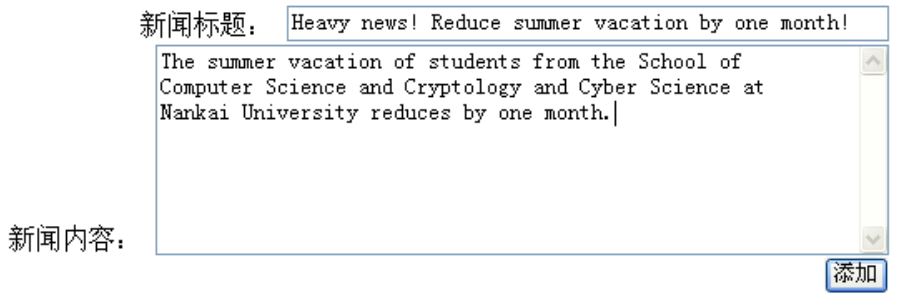 新闻标题： Heavy news! Reduce summer vacation by one month!
The summer vacation of students from the School of
Computer Science and Cryptology and Cyber Science at
Nankai University reduces by one month.
新闻内容：
添加